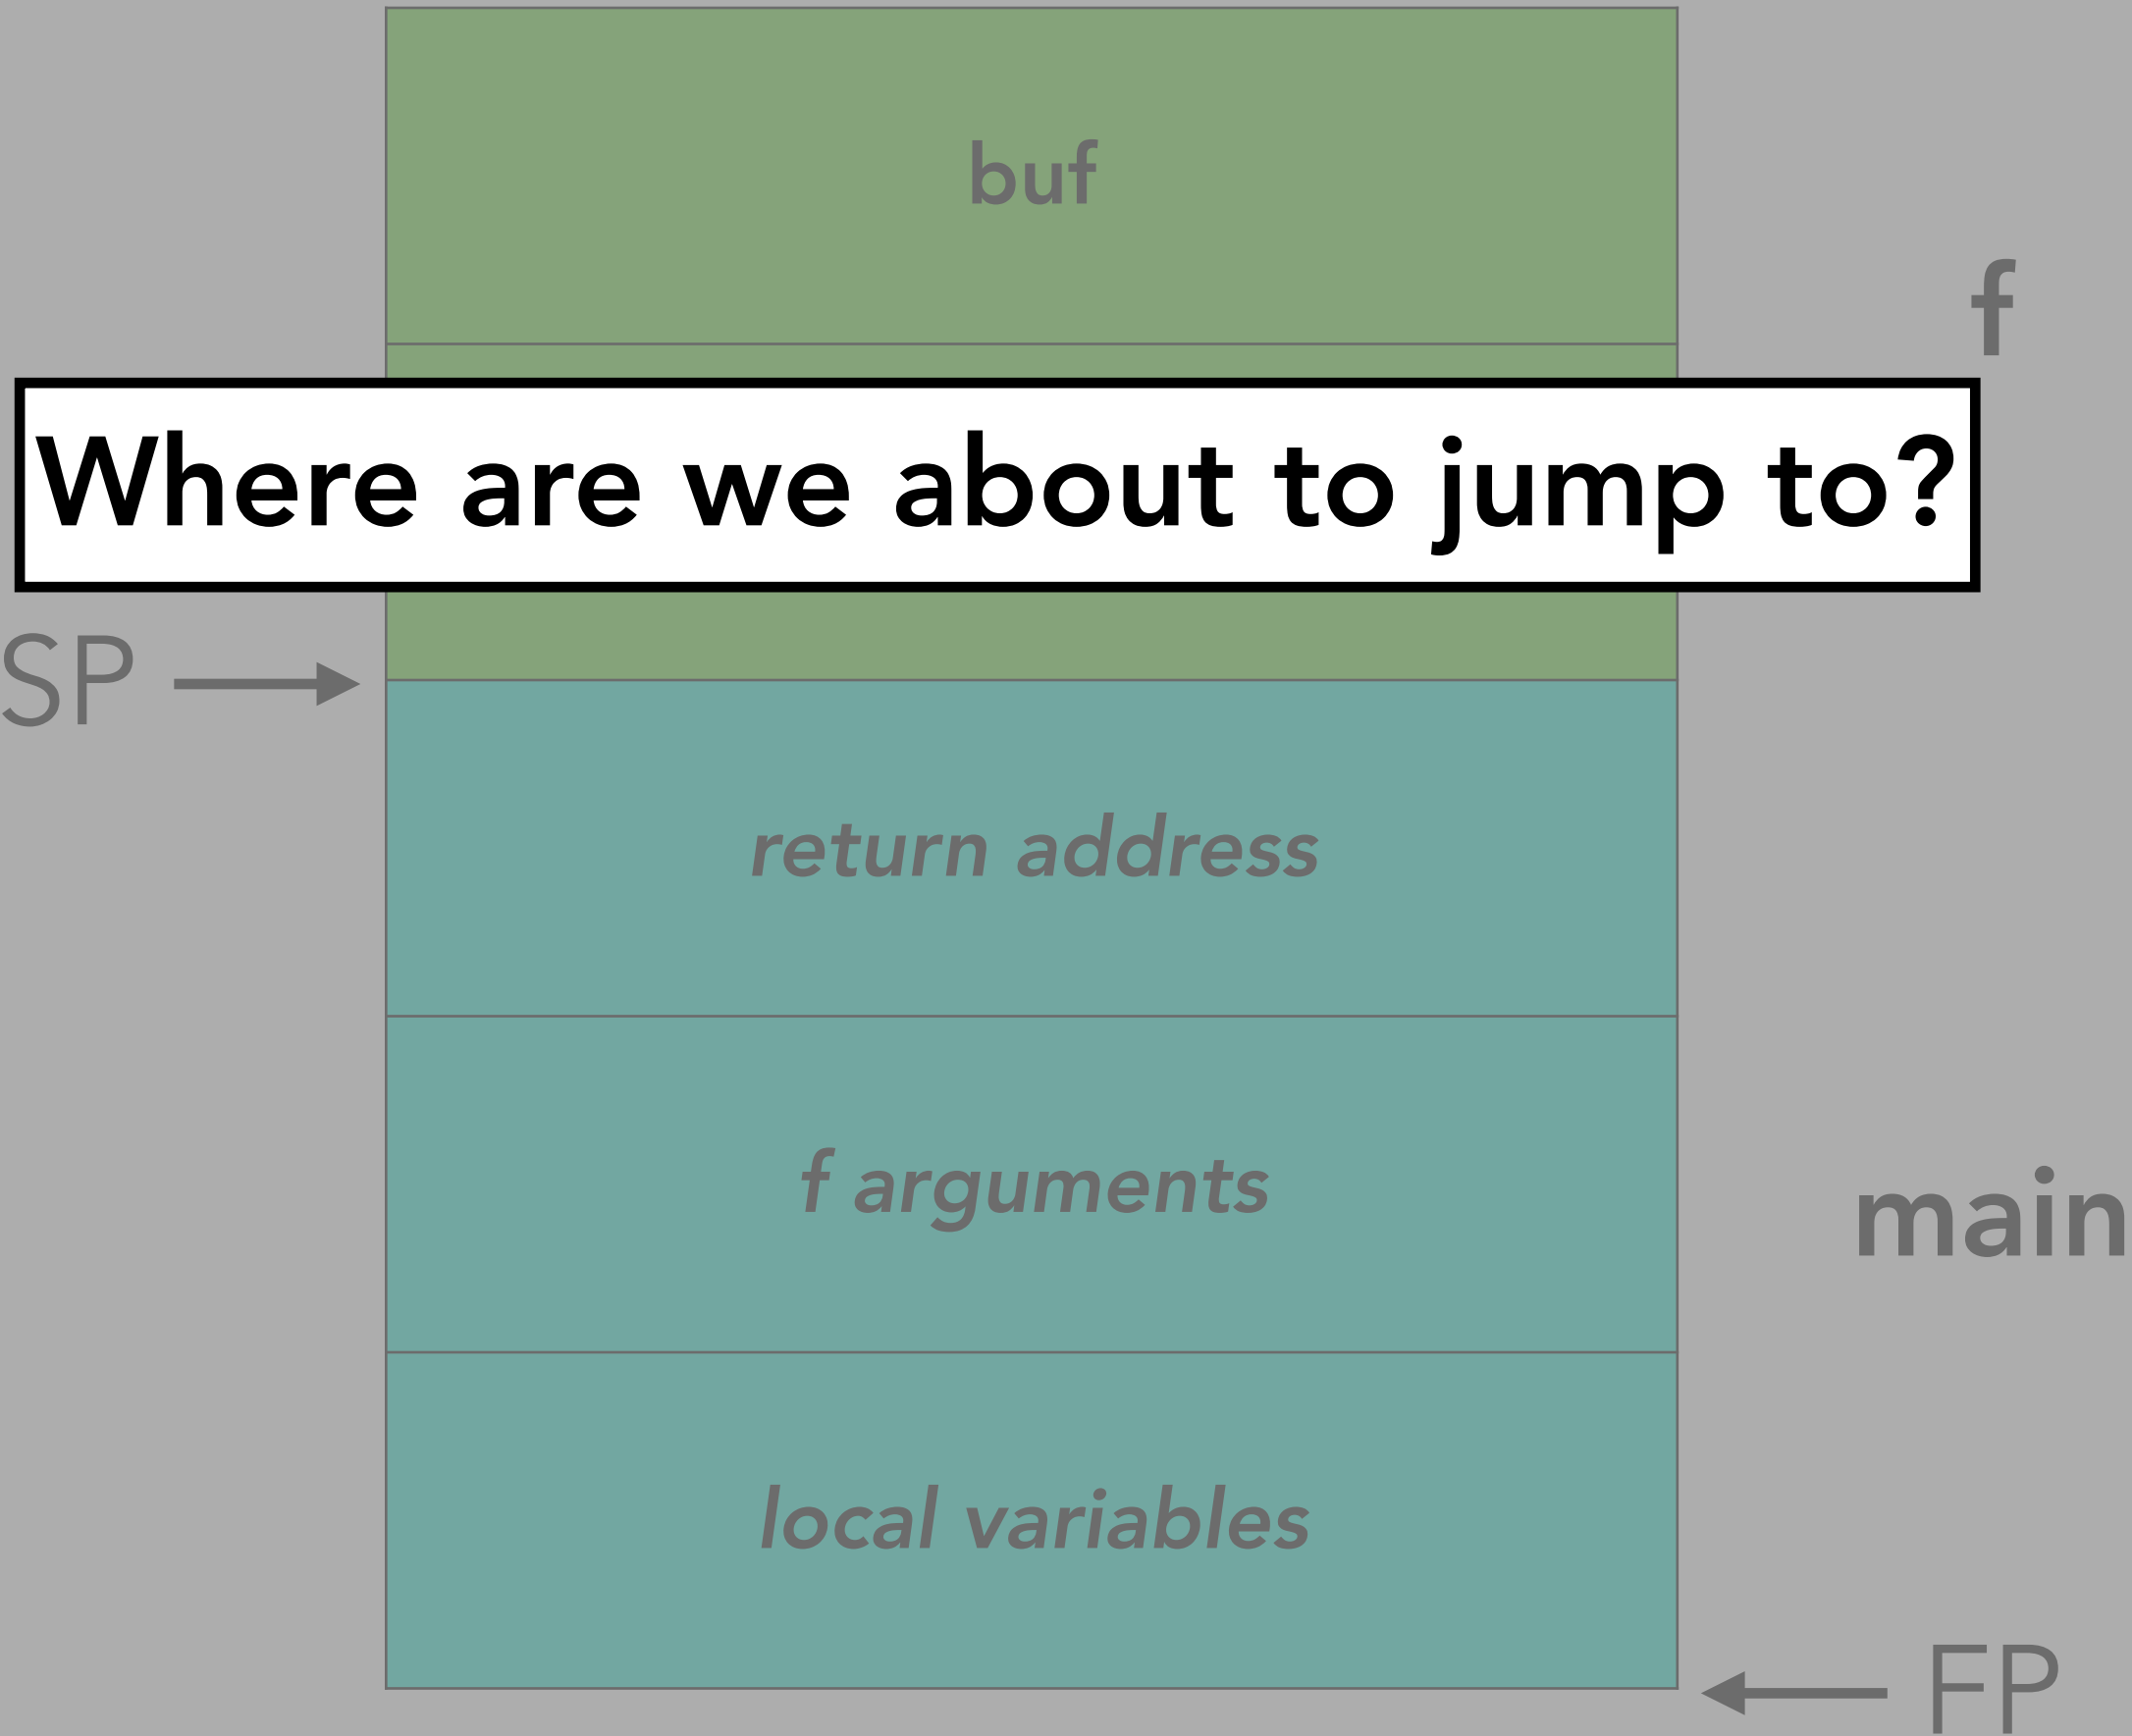 buf
f
Where are we about to jump to?
SP
return address
f arguments
main
local variables
FP